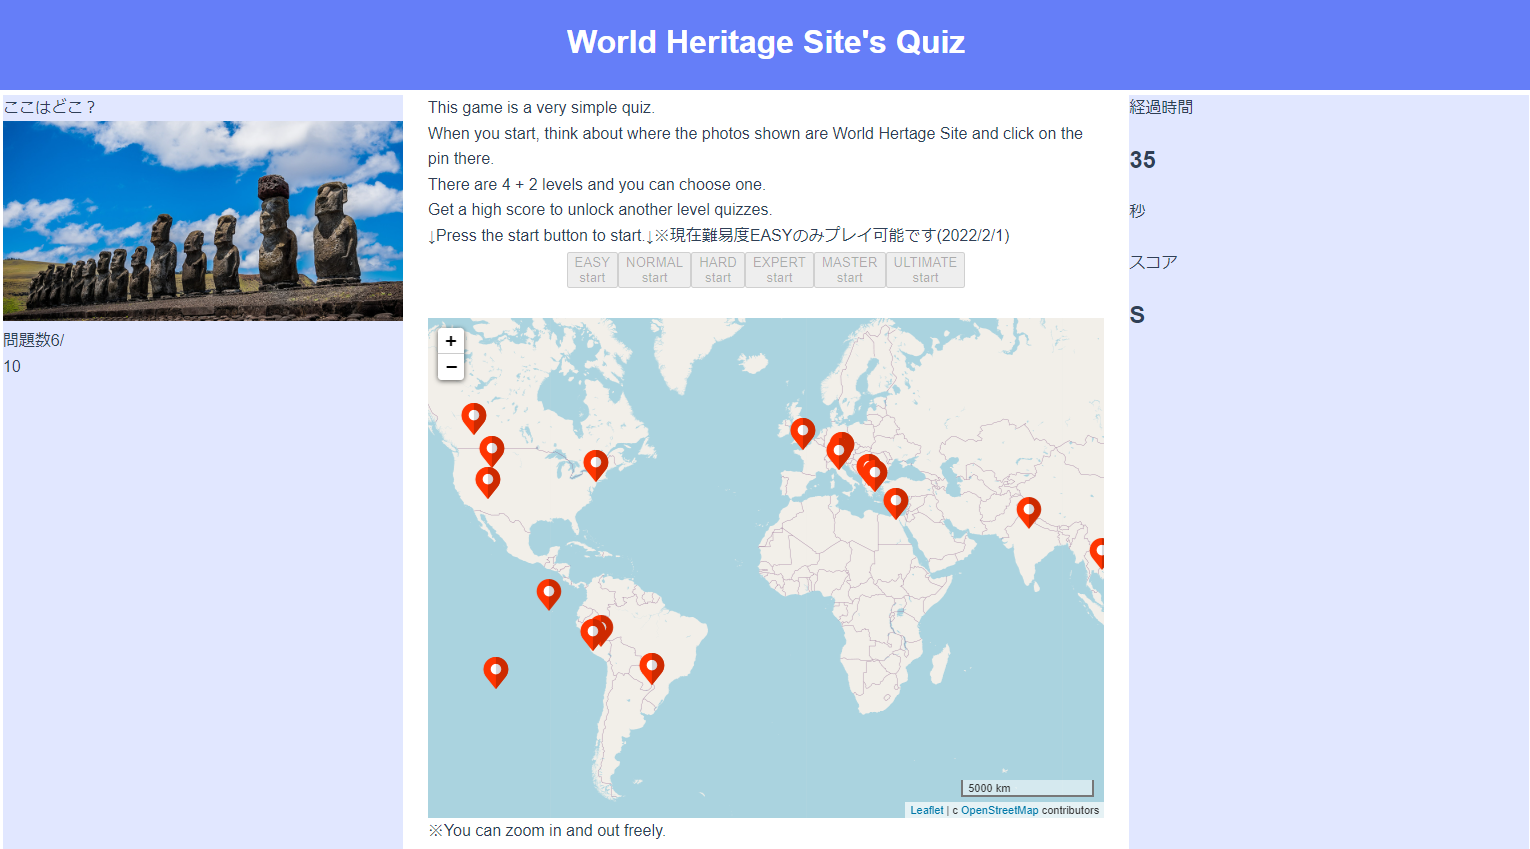 World Heritage Site's Quiz
ここはどこ？
問題数6/
10
This game is a very simple quiz.
When you start, think about where the photos shown are World Hertage Site and click on the
pin there.
There are 4 + 2 levels and you can choose one.
Get a high score to unlock another level quizzes.
↓Press the start button to start.↓※現在難易度EASYのみプレイ可能です(2022/2/1)
EASY start
NORMAL start
HARD start
EXPERT start
MASTER start
ULTIMATE start
+
−
5000 km
Leaflet | c OpenStreetMap contributors
※You can zoom in and out freely.
経過時間
35
秒
スコア
S